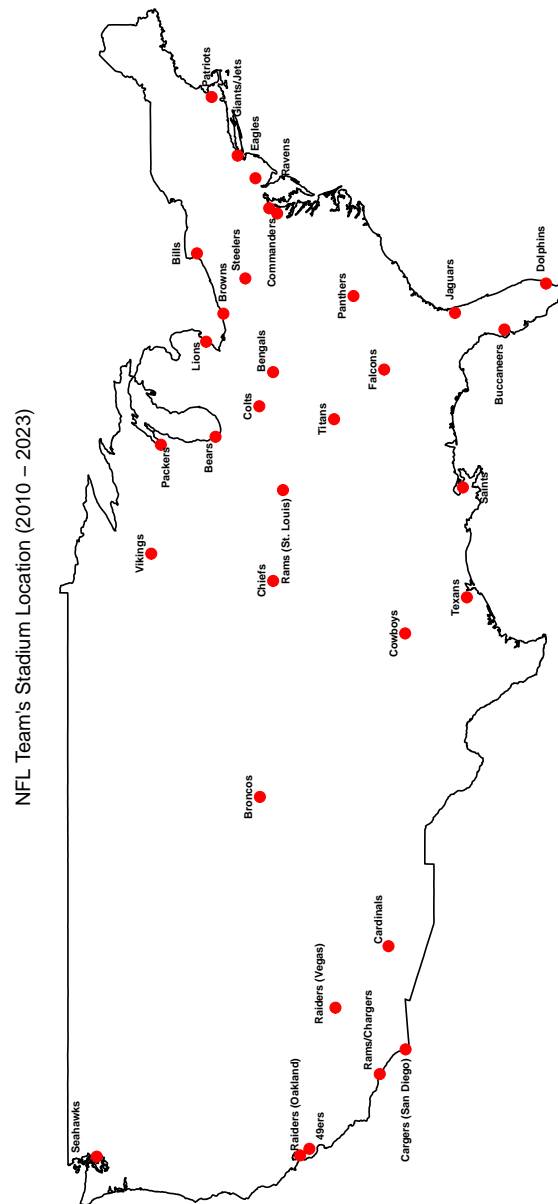 NFL Team's Stadium Location (2010 – 2023)
Seahawks
Vikings
Packers
Bills
Patriots
Lions
Bears
Browns
Giants/Jets
Steelers
Eagles
Broncos
Colts
Bengals
Chiefs
Commanders
Ravens
Rams (St. Louis)
Raiders (Oakland)
49ers
Raiders (Vegas)
Titans
Panthers
Rams/Chargers
Cardinals
Falcons
Cargers (San Diego)
Cowboys
Jaguars
Texans
Saints
Buccaneers
Dolphins